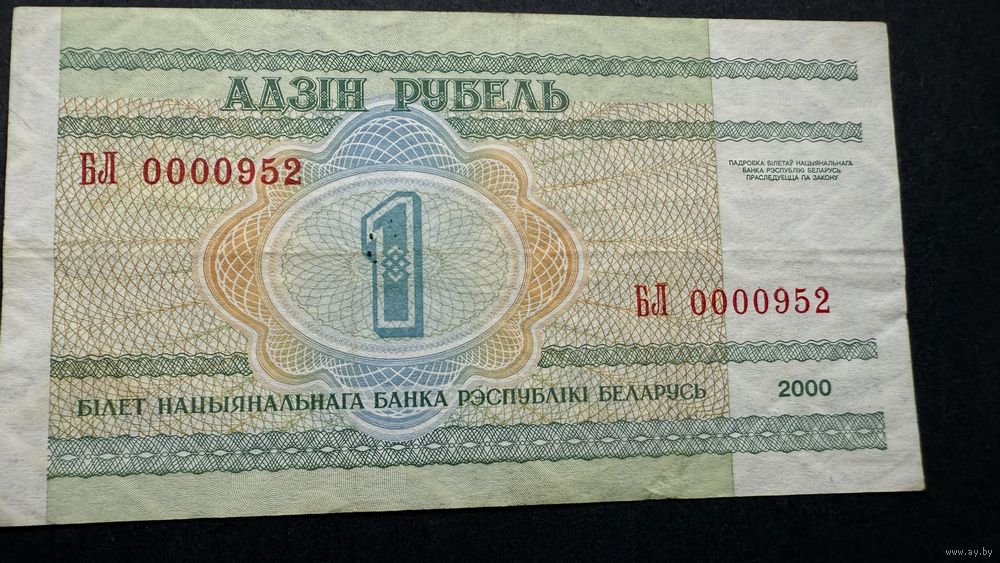 АДЗІН РУБЕЛЬ
БЛ 0000952
ПАДРОБКА БІЛЕТАЎ НАЦЫЯНАЛЬНАГА
БАНКА РЭСПУБЛІКІ БЕЛАРУСЬ
ПРАСЛЕДУЕЦЦА ПА ЗАКОНУ
1
БЛ 0000952
БІЛЕТ НАЦЫЯНАЛЬНАГА БАНКА РЭСПУБЛІКІ БЕЛАРУСЬ
2000
www.ay.by